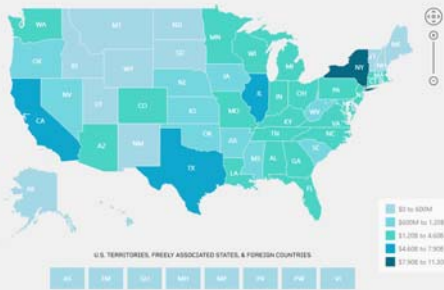 WA
MT
ND
MN
ME
OR
ID
SD
WI
MI
NY
WY
IA
NE
PA
NV
UT
IL
IN
OH
CA
CO
KS
MO
KY
WV
VA
AZ
NM
OK
AR
TN
NC
SC
TX
LA
MS
AL
GA
FL
AK
$0 to 600M
$600M to 1.20B
$1.20B to 4.60B
$4.60B to 7.90B
$7.90B to 11.30B
U.S. TERRITORIES, FREELY ASSOCIATED STATES, & FOREIGN COUNTRIES
AS
FM
GU
MH
MP
PR
PW
VI